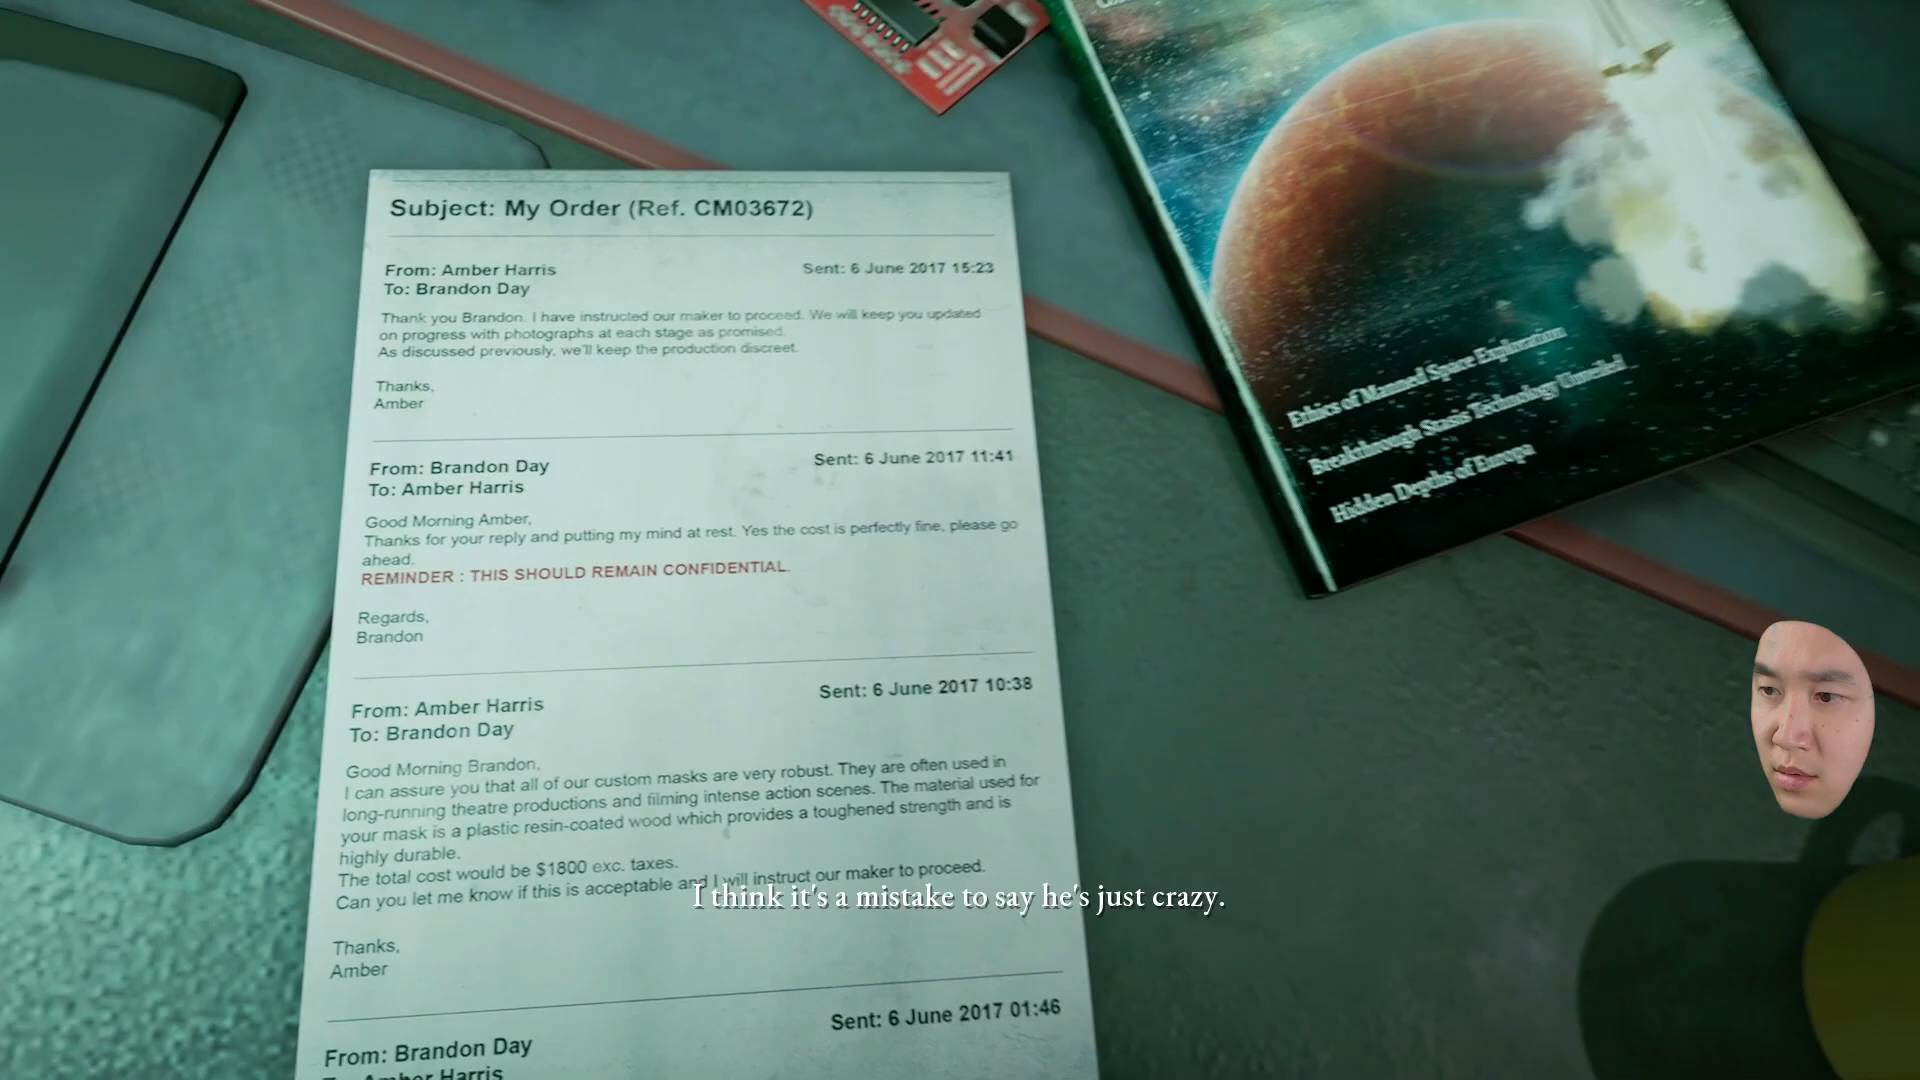 Subject: My Order (Ref. CM03672)
From: Amber Harris
Sent: 6 June 2017 15:23
To: Brandon Day
Thank you Brandon. I have instructed our maker to proceed. We will keep you updated
on progress with photographs at each stage as promised.
As discussed previously, we'll keep the production discreet.
Thanks,
Amber
From: Brandon Day
Sent: 6 June 2017 11:41
To: Amber Harris
Good Morning Amber,
Thanks for your reply and putting my mind at rest. Yes the cost is perfectly fine, please go
ahead.
REMINDER : THIS SHOULD REMAIN CONFIDENTIAL.
Regards,
Brandon
From: Amber Harris
Sent: 6 June 2017 10:38
To: Brandon Day
Good Morning Brandon,
I can assure you that all of our custom masks are very robust. They are often used in
long-running theatre productions and filming intense action scenes. The material used for
your mask is a plastic resin-coated wood which provides a toughened strength and is
highly durable.
The total cost would be $1800 exc. taxes.
Can you let me know if this is acceptable and I will instruct our maker to proceed.
Thanks,
Amber
Sent: 6 June 2017 01:46
From: Brandon Day
To: Amber Harris
Ethics of Manned Space Exploration
Breakthrough Stasis Technology Unveiled
Hidden Depths of Europa
I think it's a mistake to say he's just crazy.